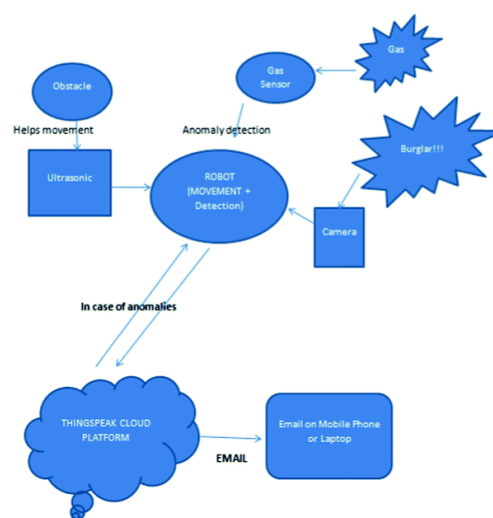 Gas
Gas
Sensor
Obstacle
Helps movement
Anomaly detection
Burglar!!!
Ultrasonic
ROBOT
(MOVEMENT +
Detection)
Camera
In case of anomalies
THINGSPEAK CLOUD
PLATFORM
Email on Mobile Phone
or Laptop
EMAIL